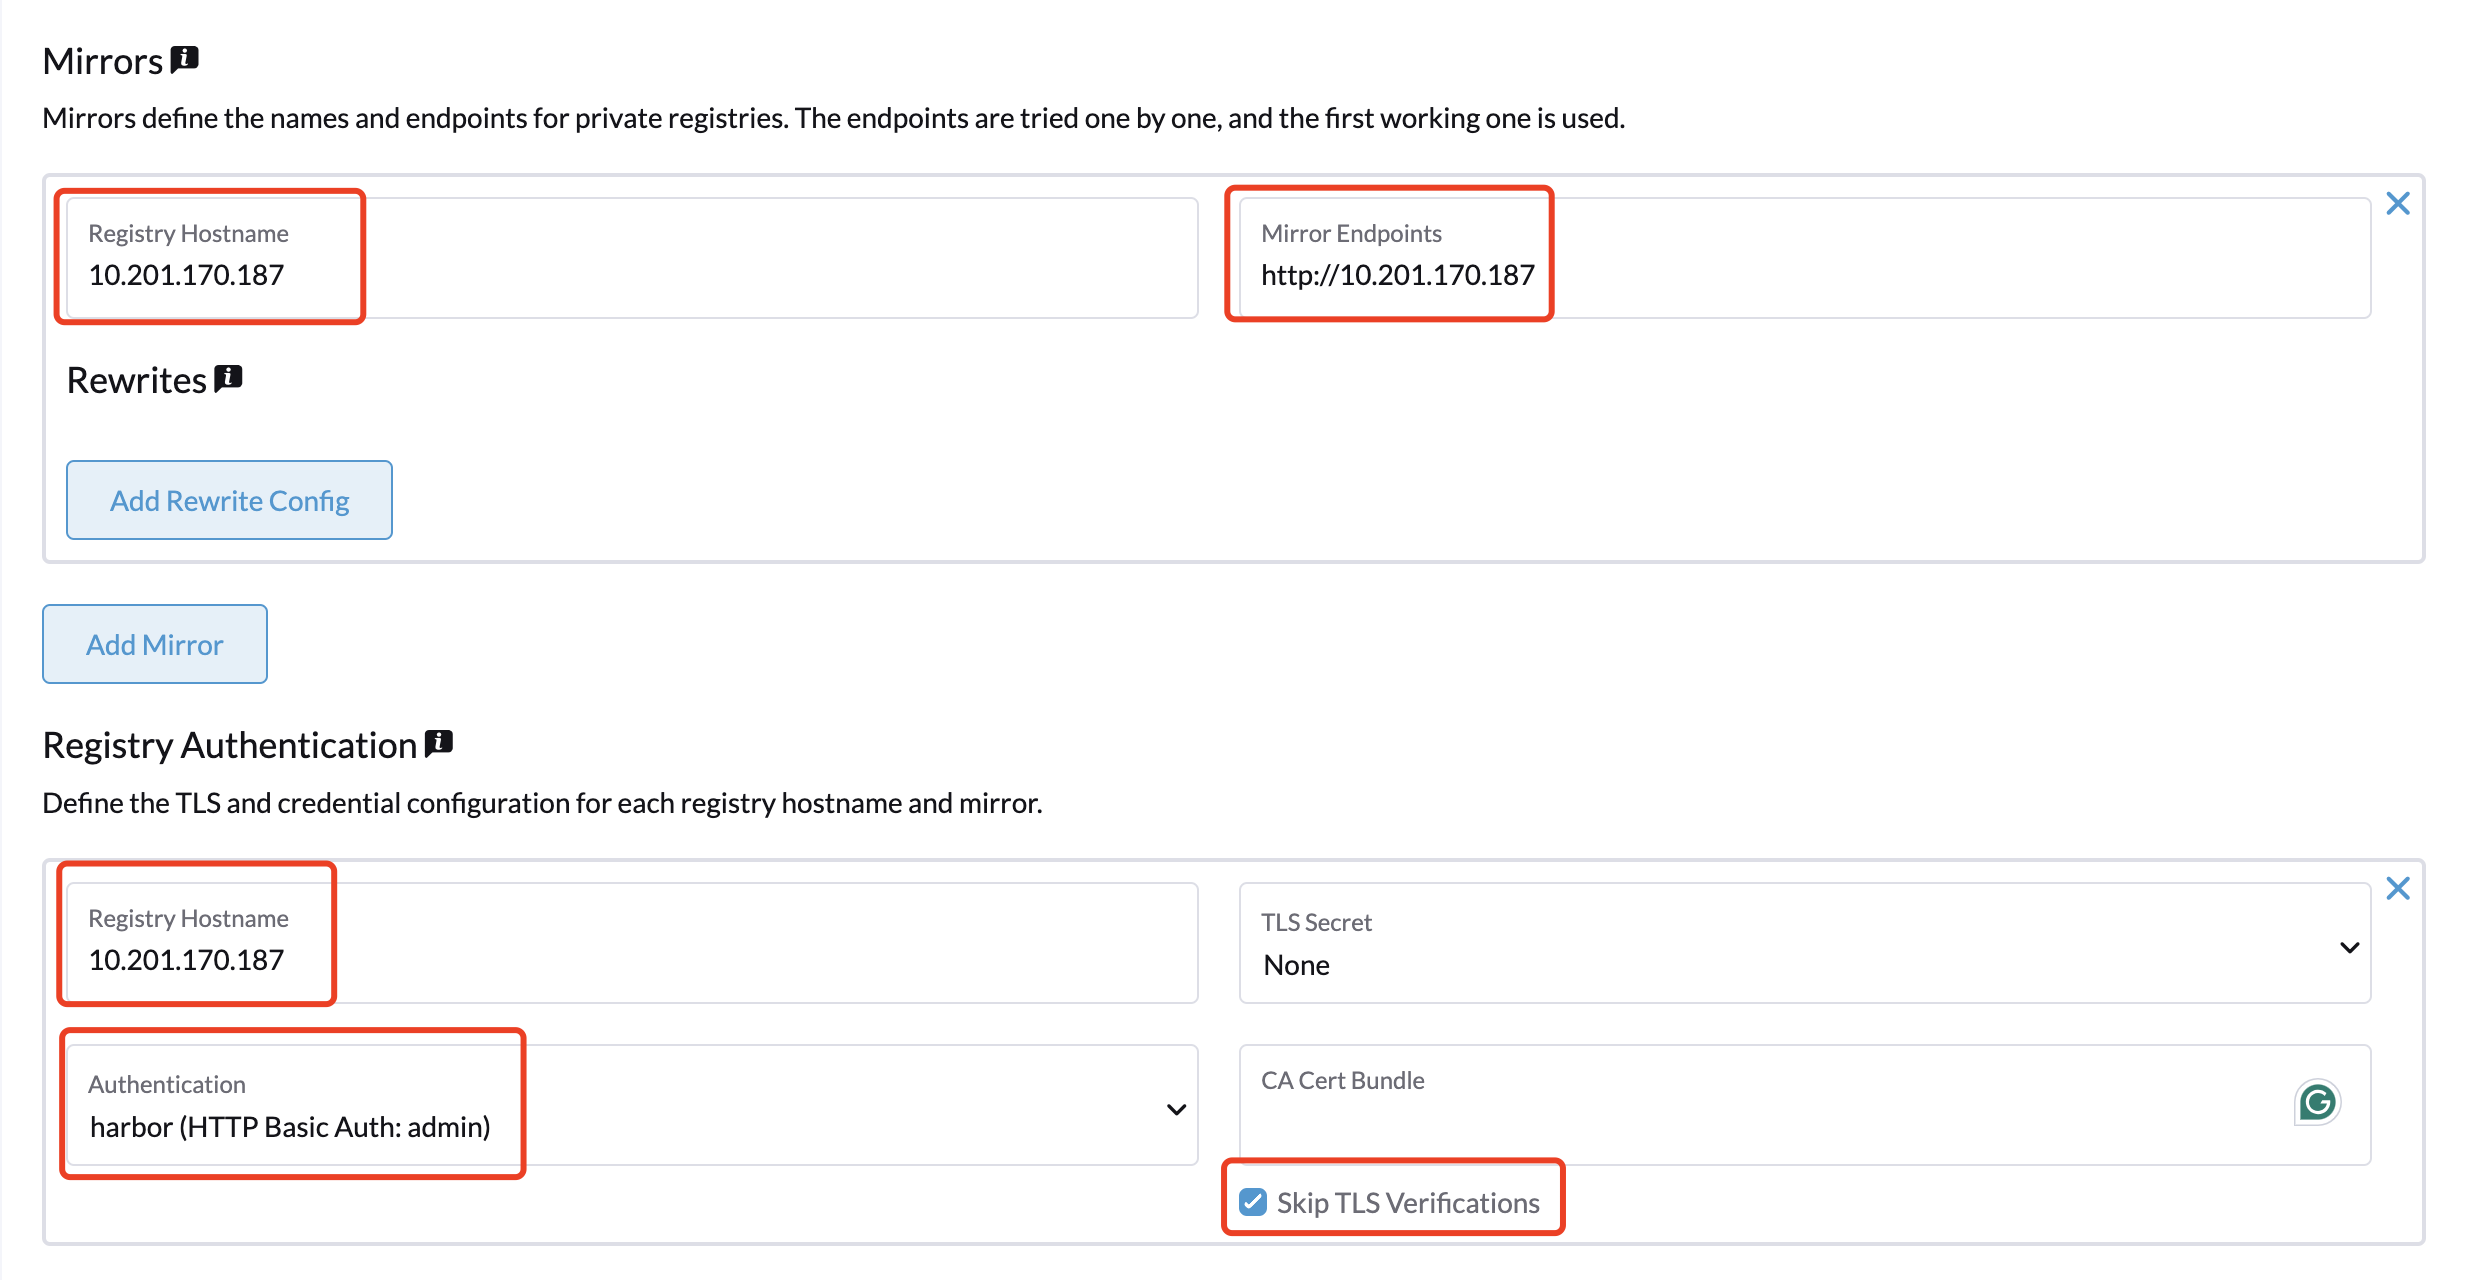 Mirrors
Mirrors define the names and endpoints for private registries. The endpoints are tried one by one, and the first working one is used.
Registry Hostname
10.201.170.187
Mirror Endpoints
http://10.201.170.187
Rewrites
Add Rewrite Config
Add Mirror
Registry Authentication
Define the TLS and credential configuration for each registry hostname and mirror.
Registry Hostname
10.201.170.187
TLS Secret
None
Authentication
harbor (HTTP Basic Auth: admin)
CA Cert Bundle
Skip TLS Verifications